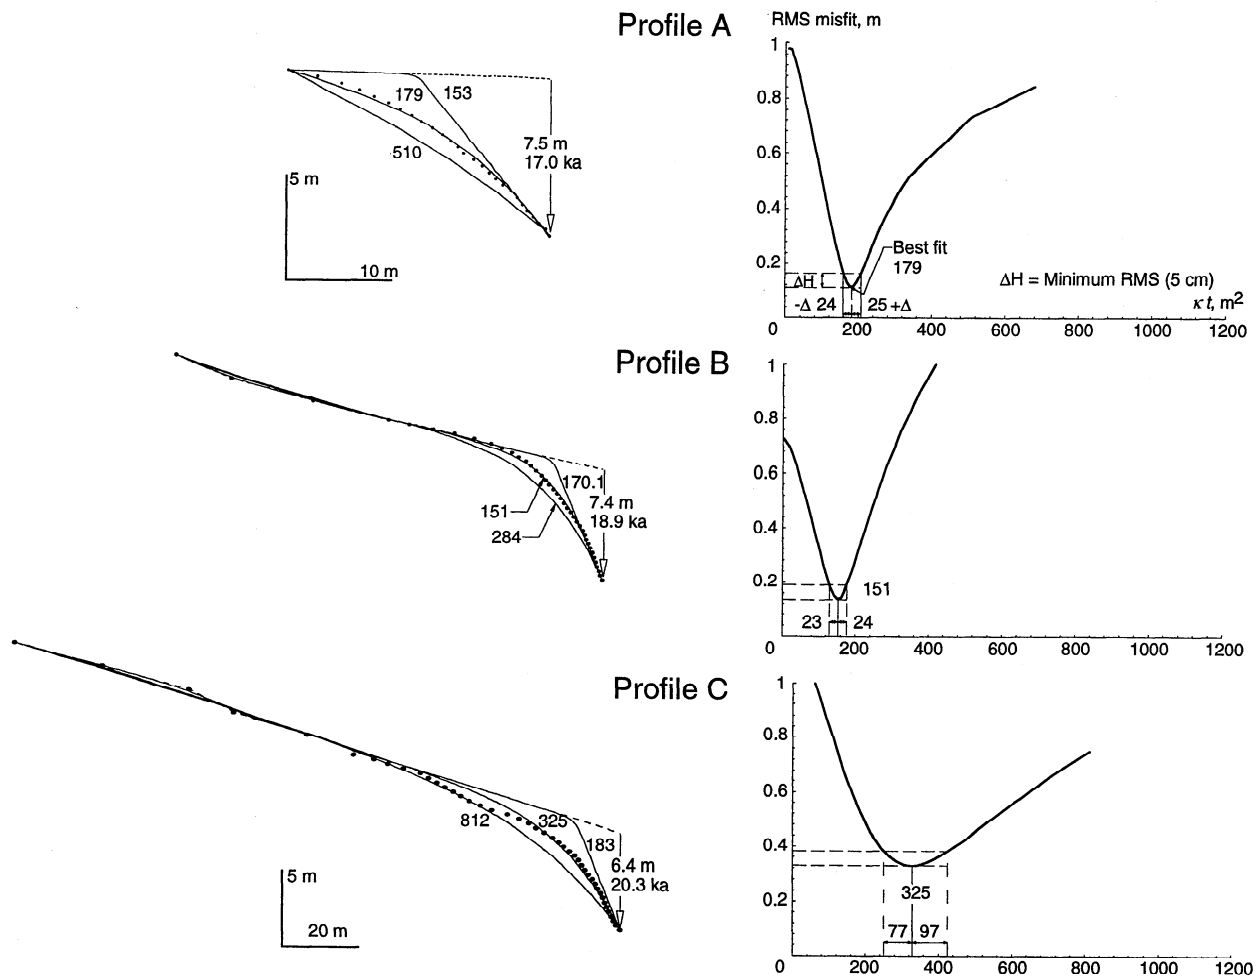 Profile A
RMS misfit, m
1
0.8
0.6
0.4
0.2
0
179
153
510
7.5 m
17.0 ka
5 m
10 m
Best fit
179
ΔH
ΔH = Minimum RMS (5 cm)
-Δ 24
25 +Δ
κt, m²
0 200 400 600 800 1000 1200
Profile B
1
0.8
0.6
0.4
0.2
170.1
7.4 m
18.9 ka
151
284
151
23
24
0 200 400 600 800 1000 1200
Profile C
1
0.8
0.6
0.4
0.2
812
325
183
6.4 m
20.3 ka
5 m
20 m
325
77
97
0 200 400 600 800 1000 1200